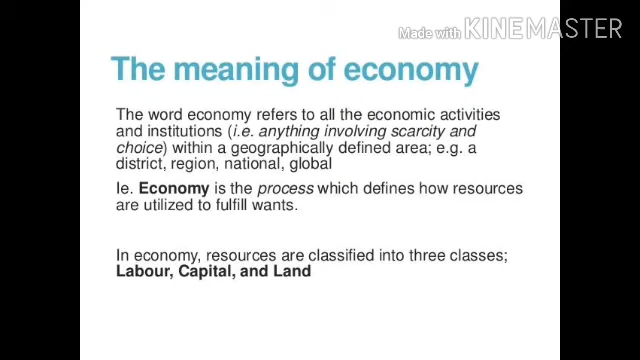 Made with KINEMASTER
The meaning of economy
The word economy refers to all the economic activities
and institutions (i.e. anything involving scarcity and
choice) within a geographically defined area; e.g. a
district, region, national, global
Ie. Economy is the process which defines how resources
are utilized to fulfill wants.
In economy, resources are classified into three classes;
Labour, Capital, and Land